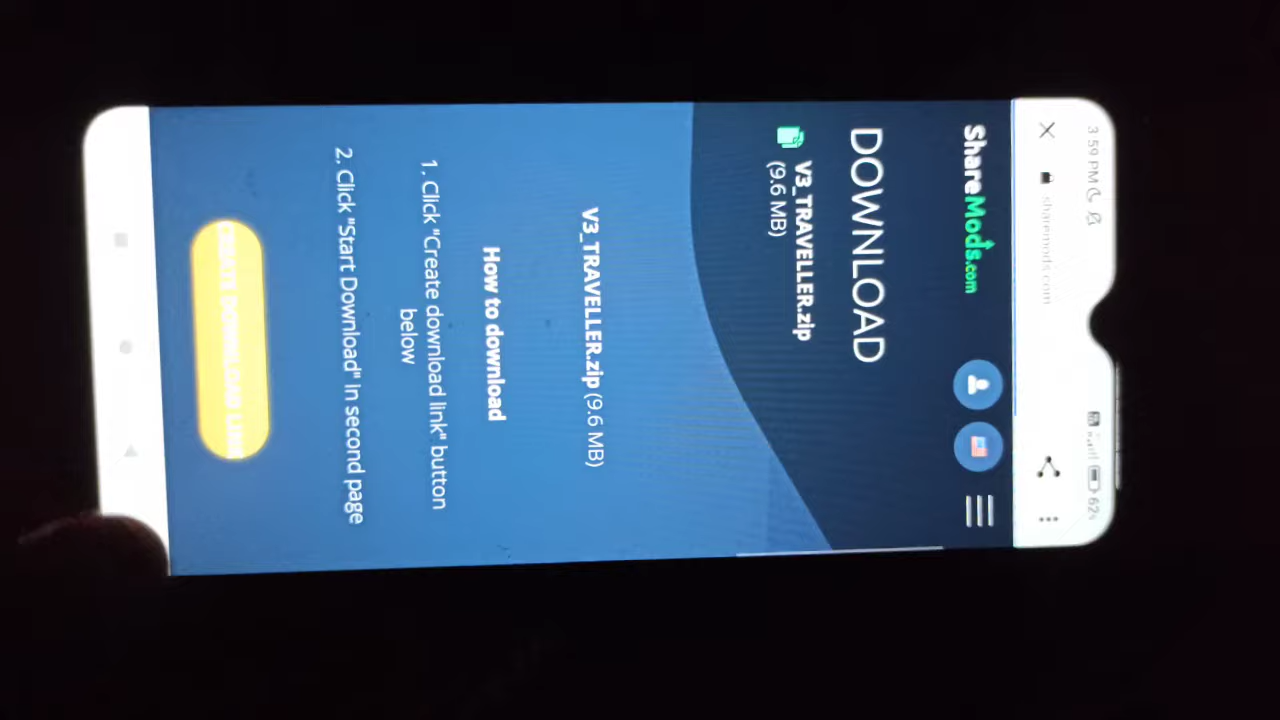 3:59 PM
62%
sharemods.com
ShareMods.com
DOWNLOAD
V3_TRAVELLER.zip
(9.6 MB)
V3_TRAVELLER.zip (9.6 MB)
How to download
1. Click "Create download link" button
below
2. Click "Start Download" in second page
CREATE DOWNLOAD LINK